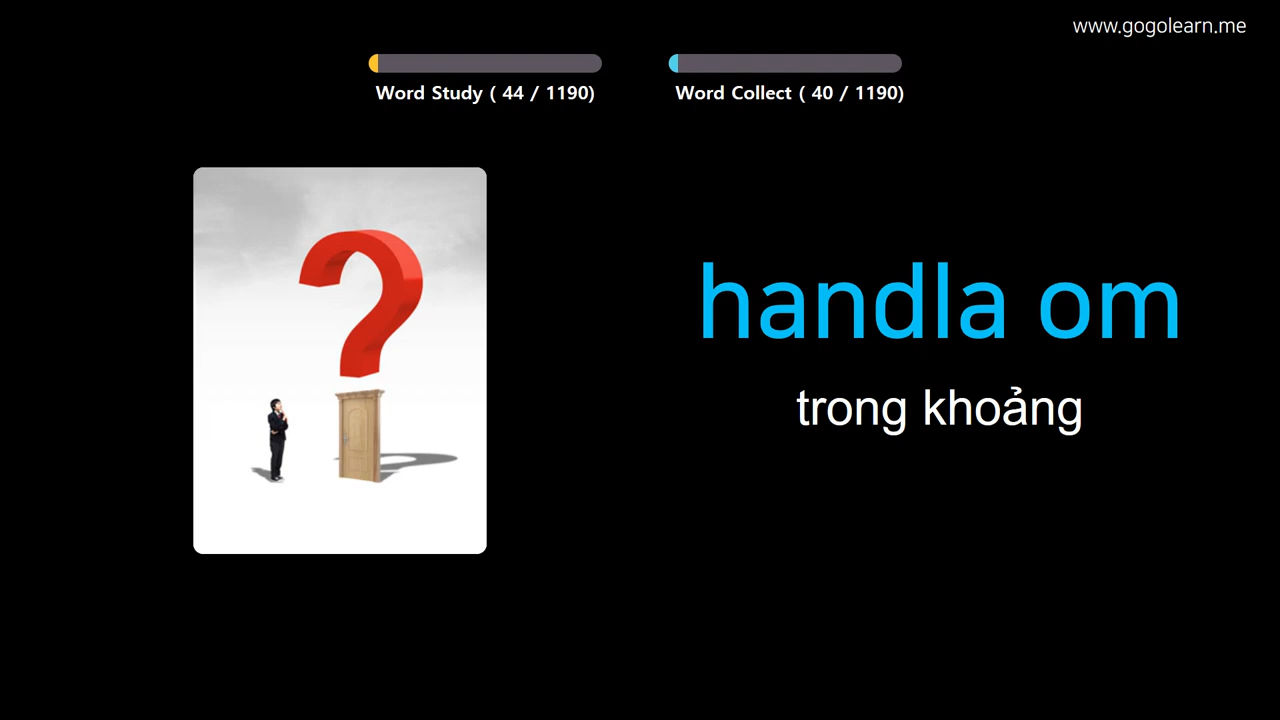 www.gogolearn.me
Word Study ( 44 / 1190)
Word Collect ( 40 / 1190)
handla om
trong khoảng